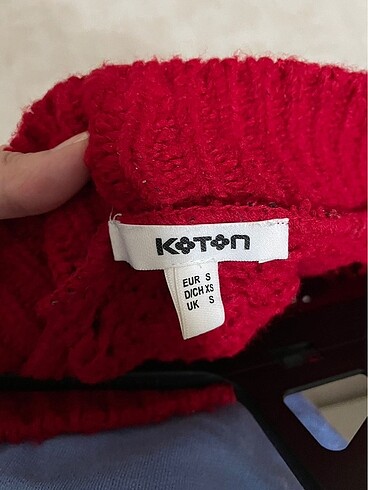 KOTON
EUR S
D/CH XS
UK S